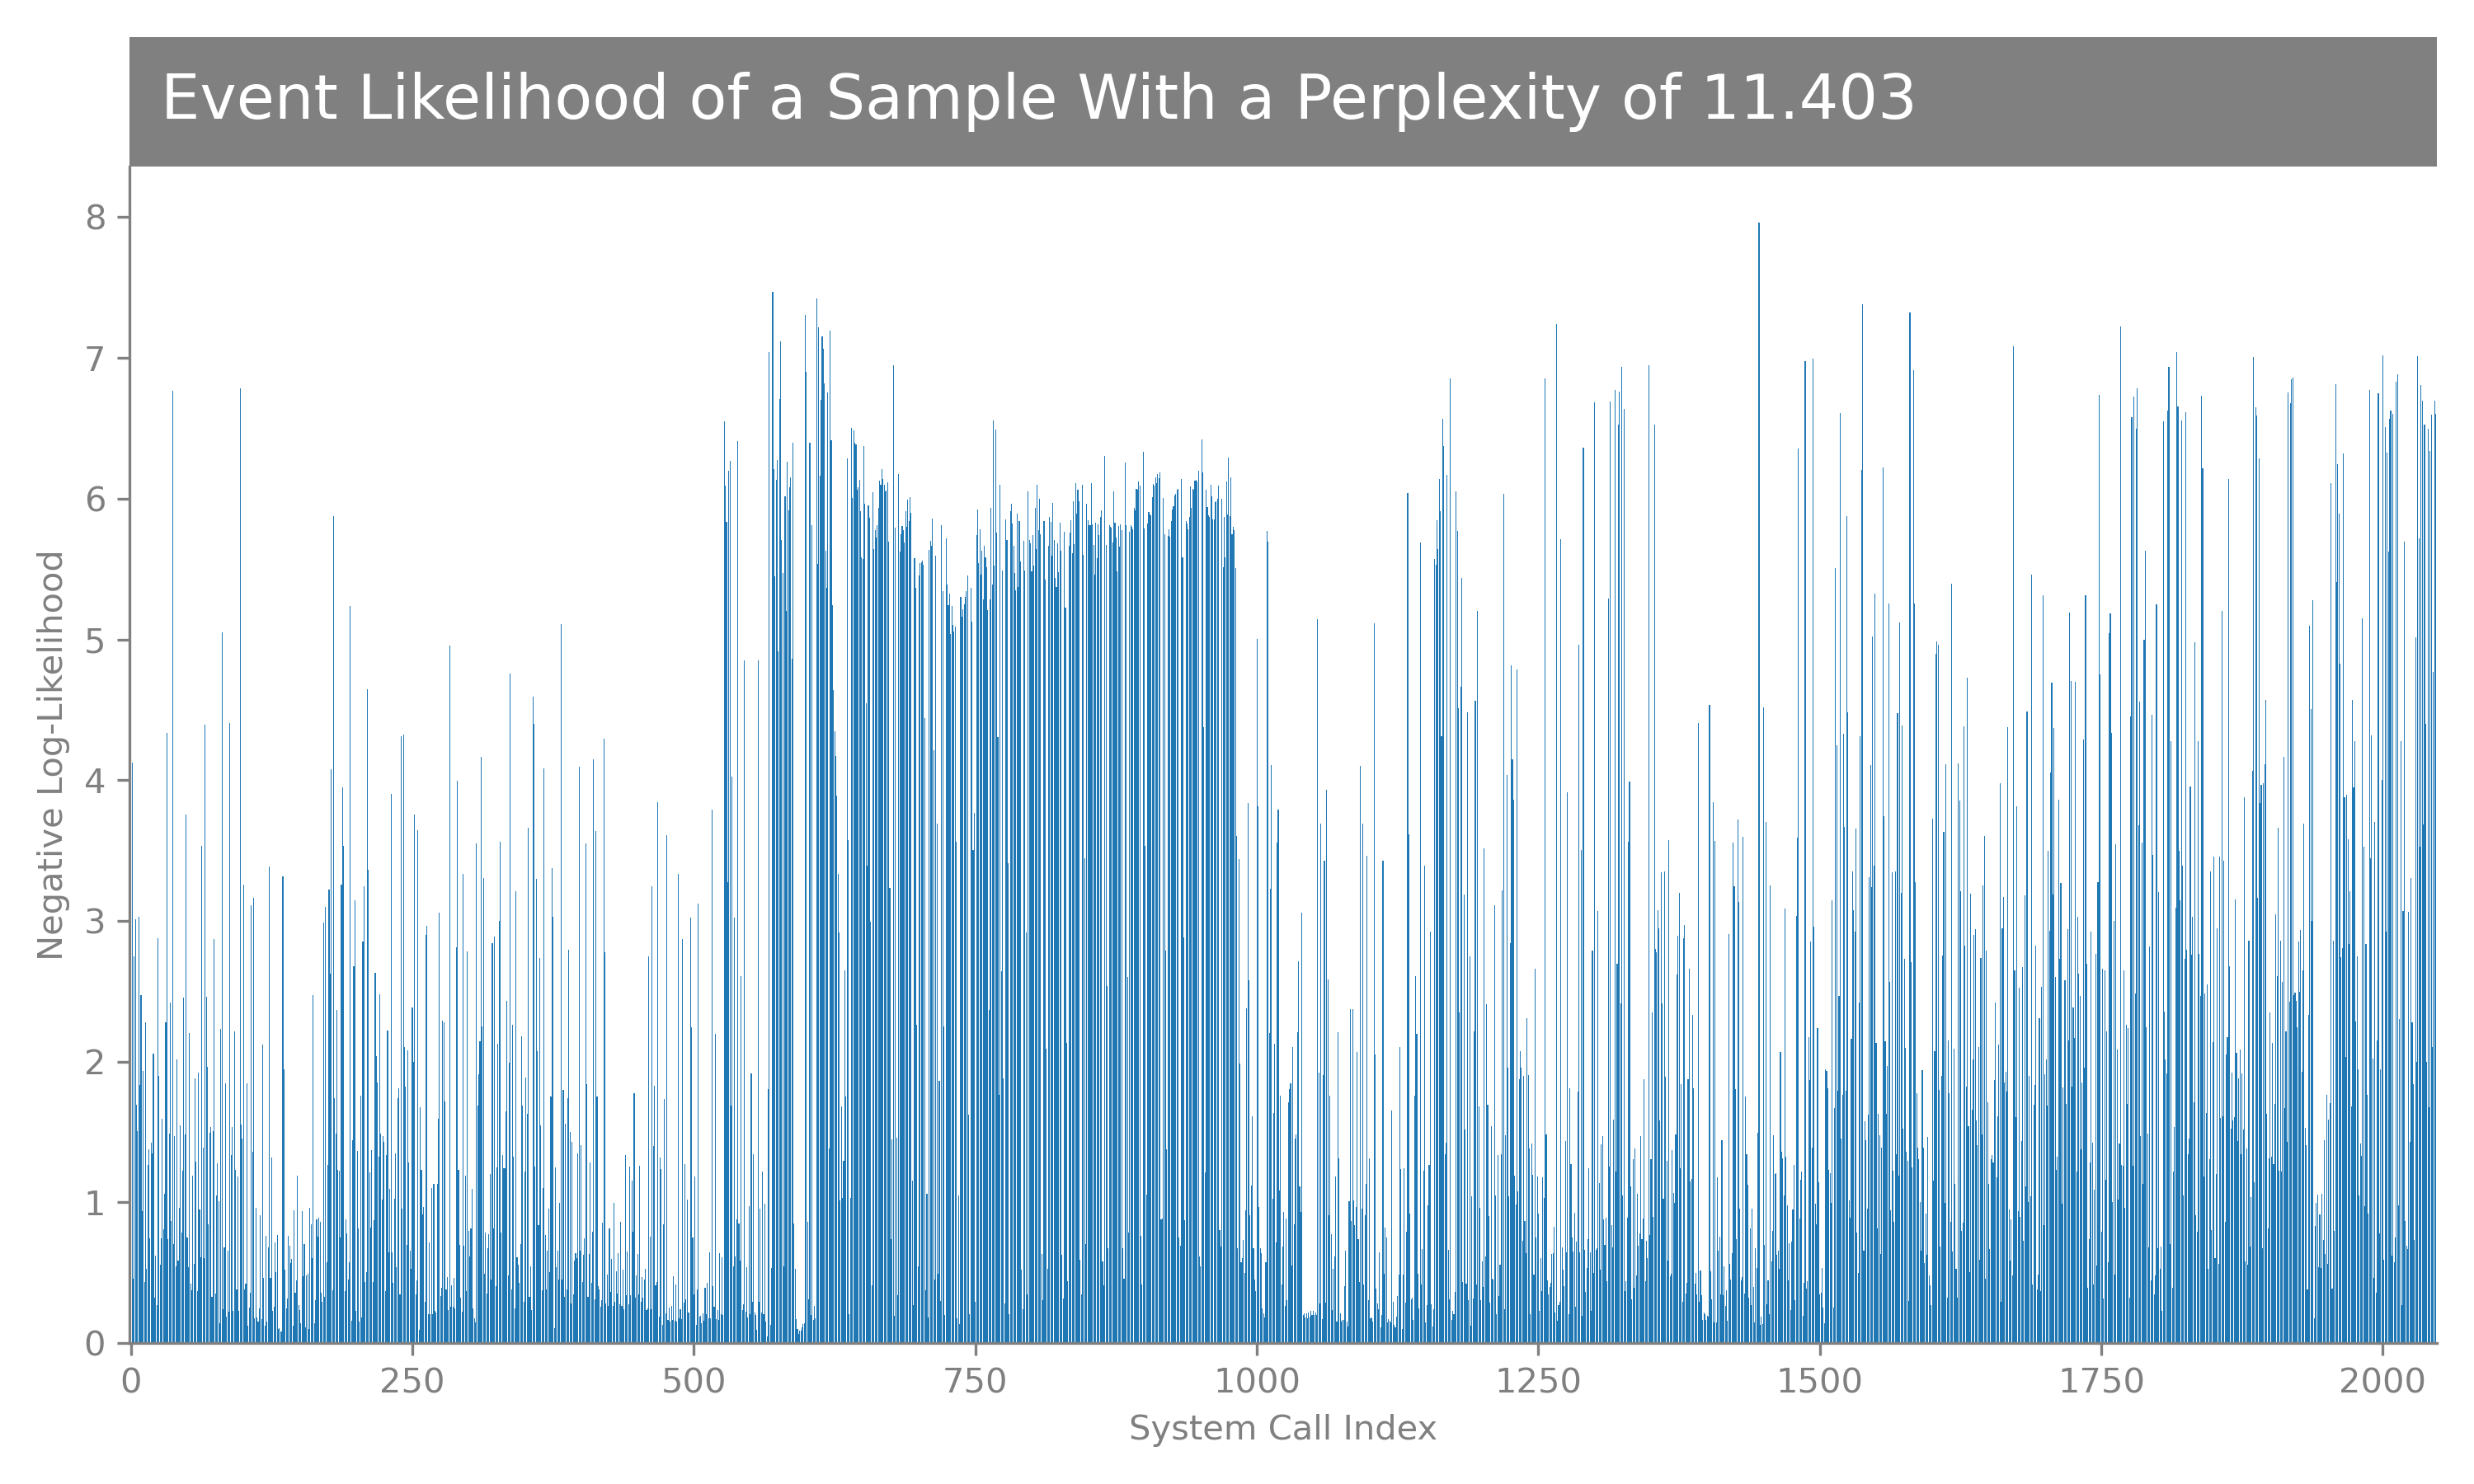 Event Likelihood of a Sample With a Perplexity of 11.403
8
7
6
5
4
3
2
1
0
Negative Log-Likelihood
0 250 500 750 1000 1250 1500 1750 2000
System Call Index